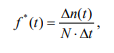 f*(t) = Δn(t) / N · Δt ,